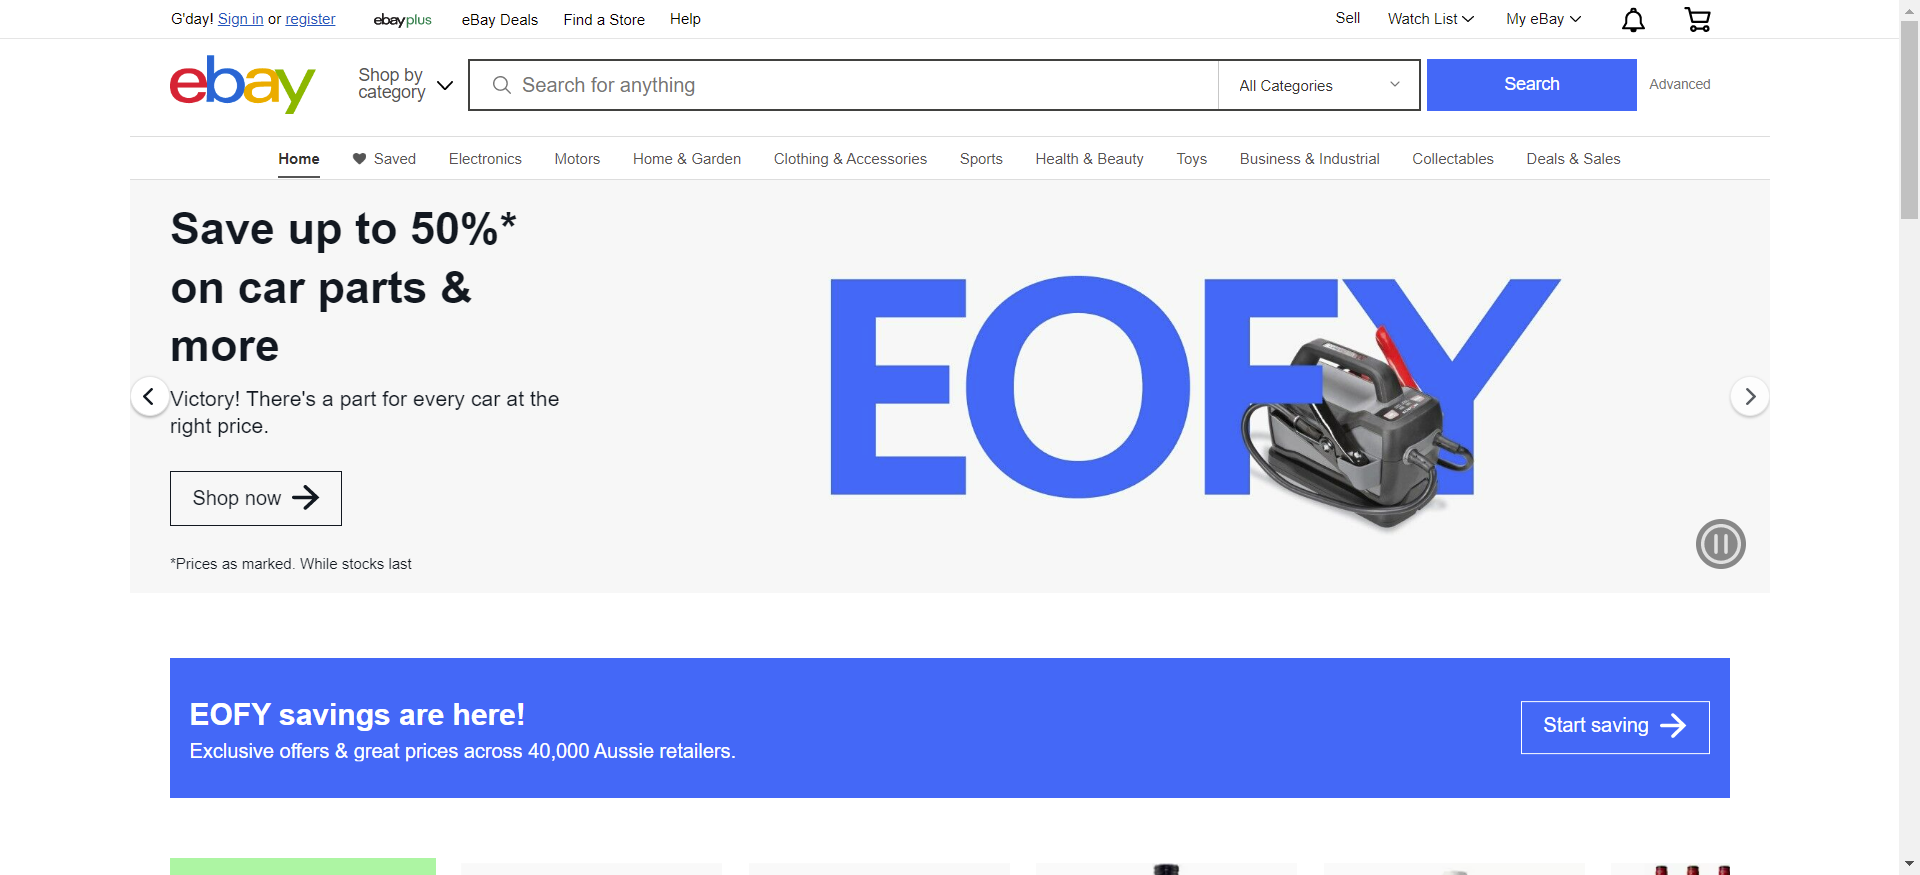 G'day! Sign in or register
ebayplus
eBay Deals
Find a Store
Help
Sell
Watch List
My eBay
ebay
Shop by
category
Search for anything
All Categories
Search
Advanced
Home
Saved
Electronics
Motors
Home & Garden
Clothing & Accessories
Sports
Health & Beauty
Toys
Business & Industrial
Collectables
Deals & Sales
Save up to 50%*
on car parts &
more
Victory! There's a part for every car at the
right price.
Shop now
*Prices as marked. While stocks last
EOFY
EOFY savings are here!
Exclusive offers & great prices across 40,000 Aussie retailers.
Start saving